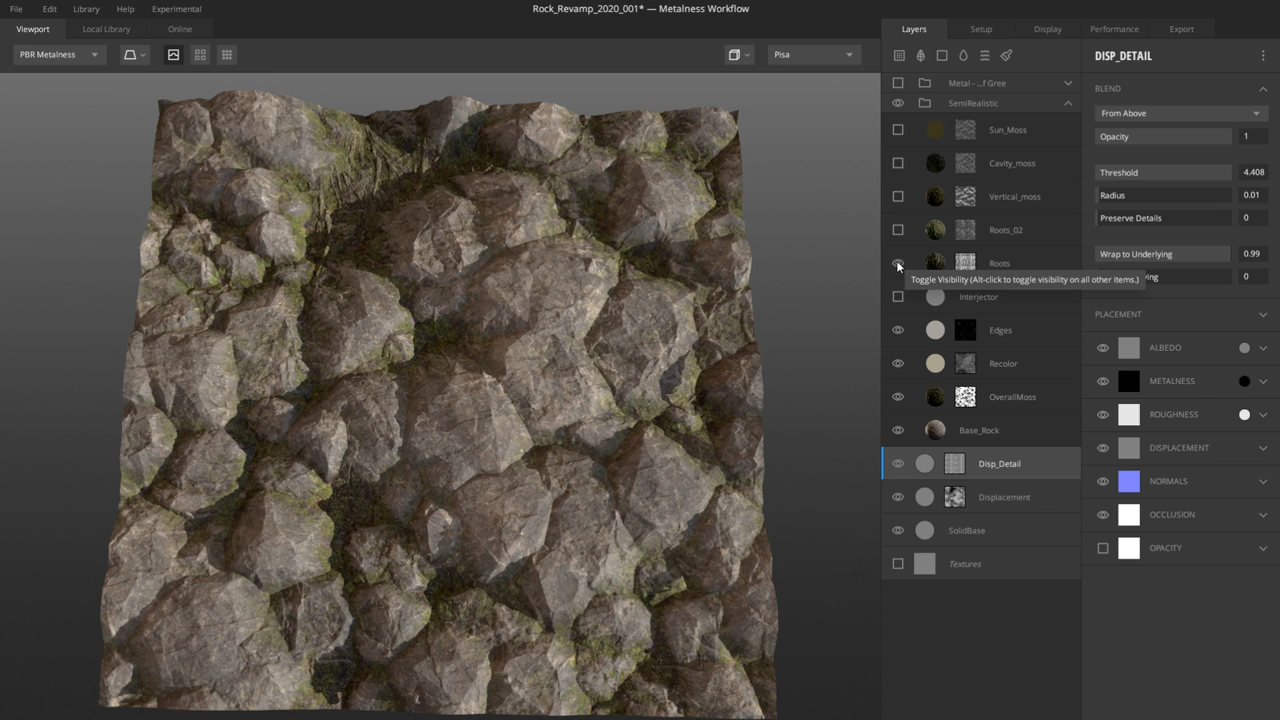 File Edit Library Help Experimental
Rock_Revamp_2020_001* — Metalness Workflow
Viewport Local Library Online
PBR Metalness
Pisa
Layers Setup Display Performance Export
Metal - ...f Gree
SemiRealistic
Sun_Moss
Cavity_moss
Vertical_moss
Roots_02
Roots
Toggle Visibility (Alt-click to toggle visibility on all other items.)
Interjector
Edges
Recolor
OverallMoss
Base_Rock
Disp_Detail
Displacement
SolidBase
Textures
DISP_DETAIL
BLEND
From Above
Opacity 1
Threshold 4.408
Radius 0.01
Preserve Details 0
Wrap to Underlying 0.99
ying 0
PLACEMENT
ALBEDO
METALNESS
ROUGHNESS
DISPLACEMENT
NORMALS
OCCLUSION
OPACITY